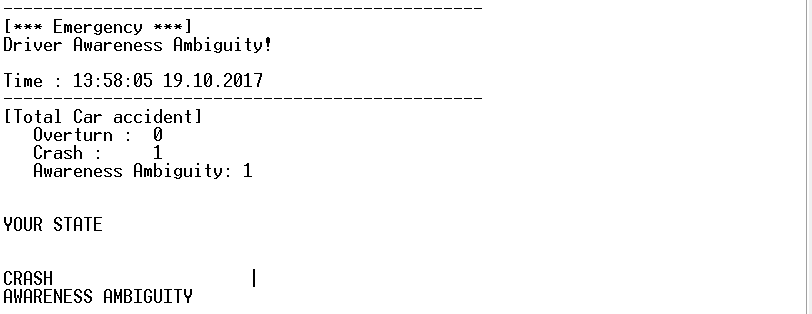 ------------------------------------------------
[*** Emergency ***]
Driver Awareness Ambiguity!
Time : 13:58:05 19.10.2017
------------------------------------------------
[Total Car accident]
Overturn : 0
Crash : 1
Awareness Ambiguity: 1
YOUR STATE
CRASH
AWARENESS AMBIGUITY